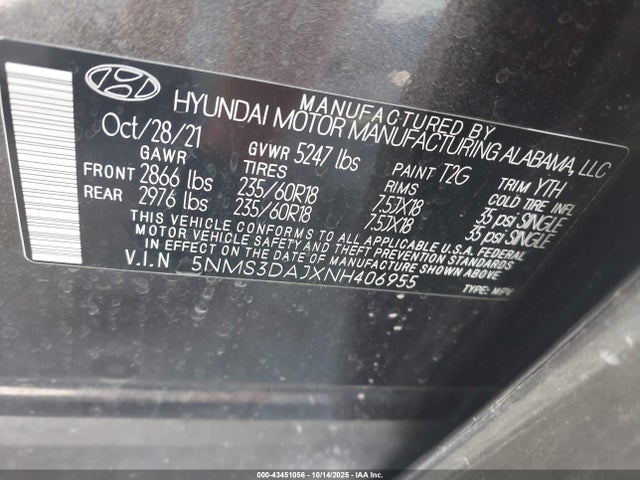 MANUFACTURED BY
HYUNDAI MOTOR MANUFACTURING ALABAMA, LLC
Oct/28/21 GVWR 5247 lbs PAINT T2G TRIM YTH
GAWR TIRES RIMS COLD TIRE INFL
FRONT 2866 lbs 235/60R18 7.5JX18 35 psi SINGLE
REAR 2976 lbs 235/60R18 7.5JX18 35 psi SINGLE
THIS VEHICLE CONFORMS TO ALL APPLICABLE U.S.A. FEDERAL
MOTOR VEHICLE SAFETY AND THEFT PREVENTION STANDARDS
IN EFFECT ON THE DATE OF MANUFACTURE SHOWN ABOVE
V.I.N 5NMS3DAJXNH406955 TYPE: MPV
000-43451056 | 10/14/2025 | IAA Corp.